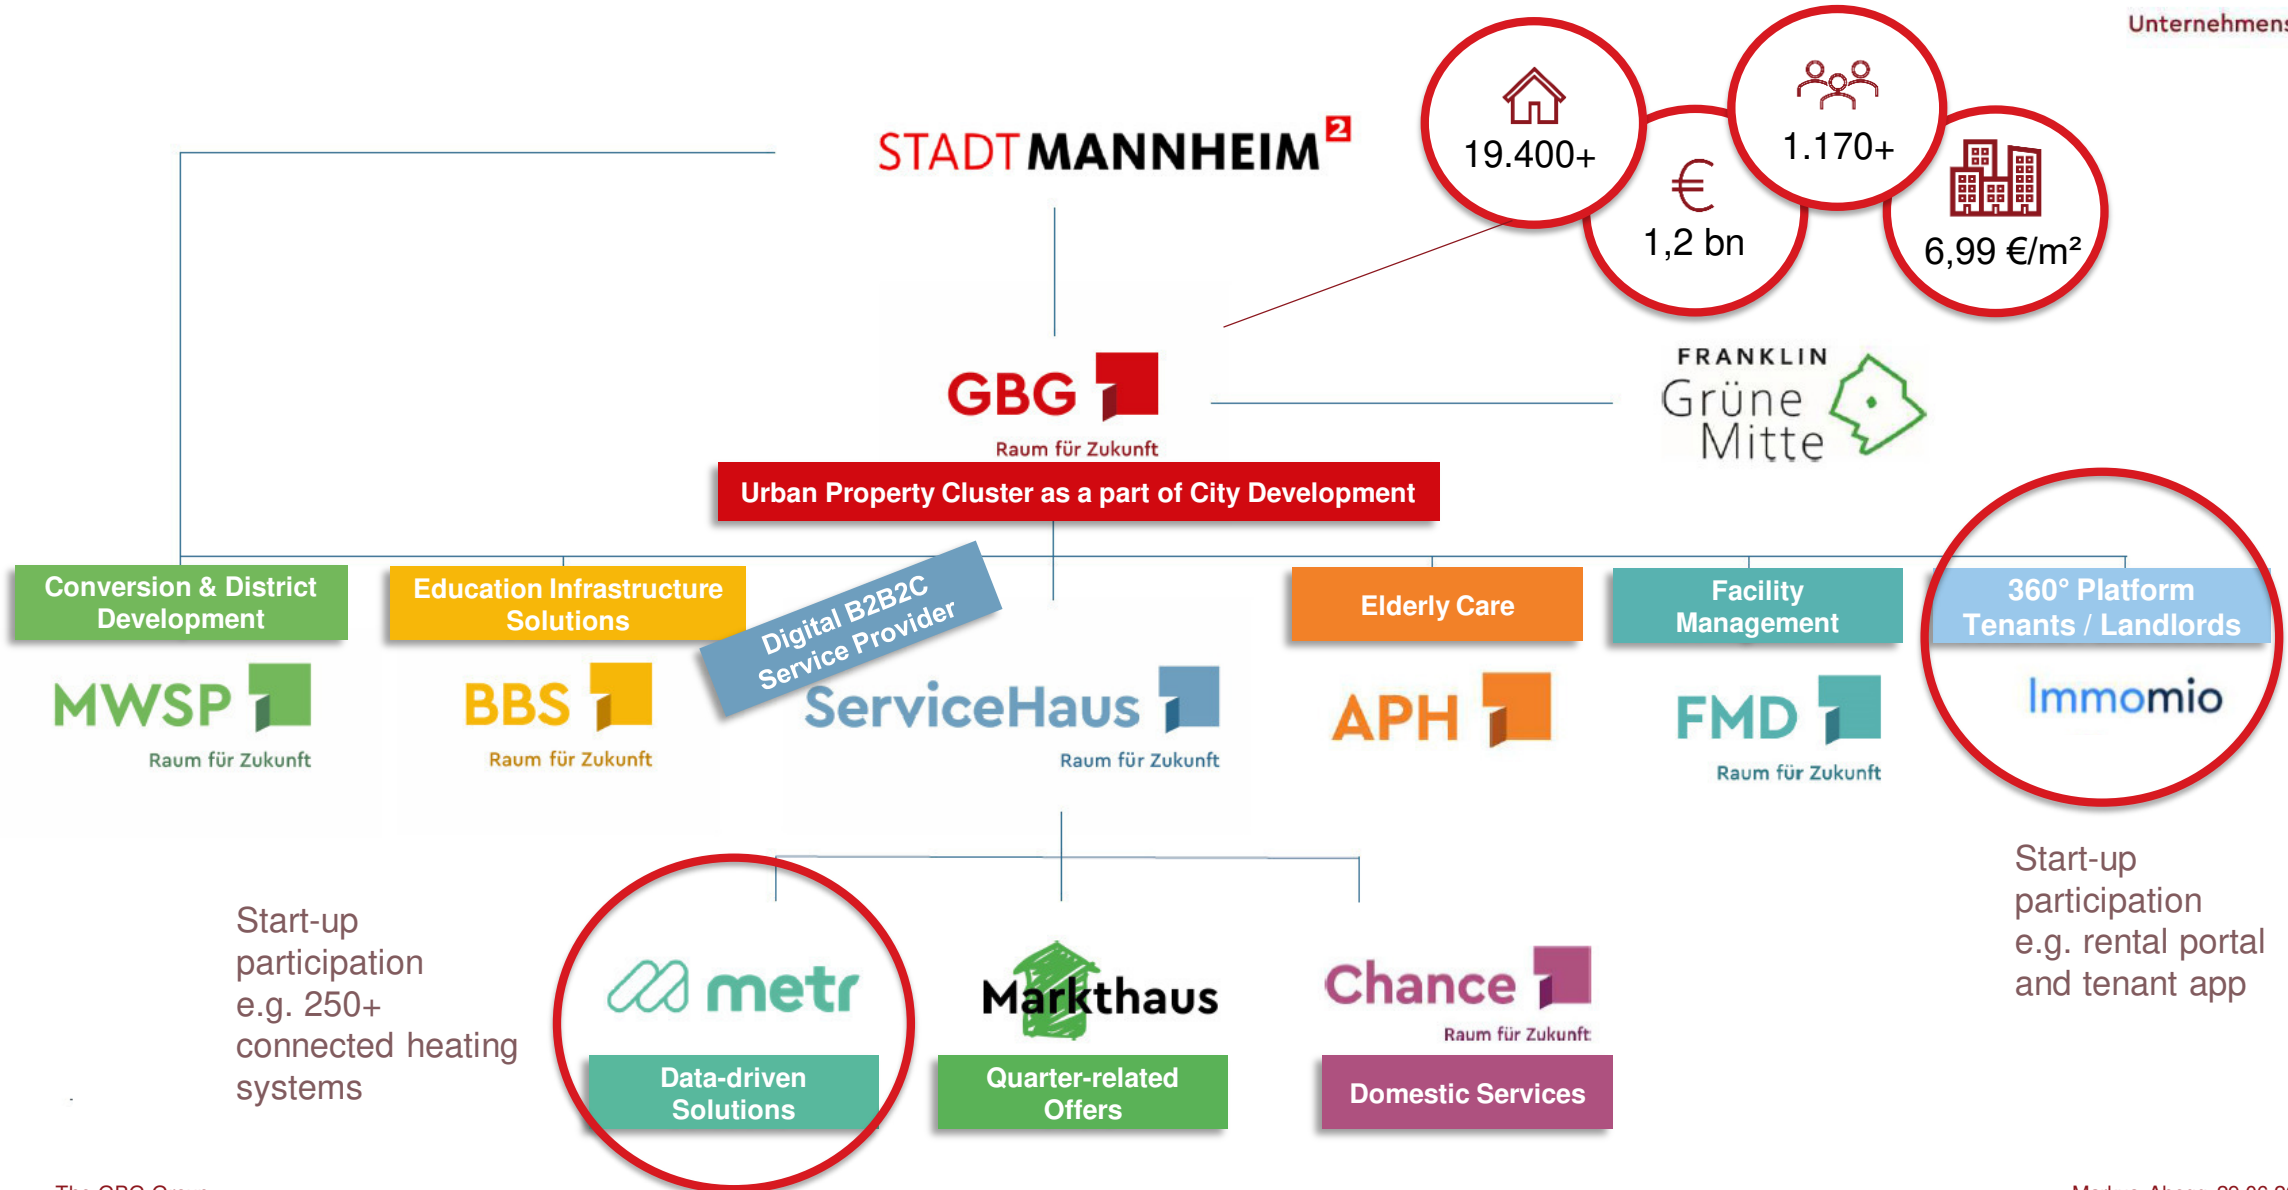 Unternehmens
19.400+
1.170+
€
1,2 bn
6,99 €/m²
STADT MANNHEIM²
GBG
Raum für Zukunft
FRANKLIN
Grüne
Mitte
Urban Property Cluster as a part of City Development
Conversion & District
Development
Education Infrastructure
Solutions
Digital B2B2C
Service Provider
Elderly Care
Facility
Management
360° Platform
Tenants / Landlords
MWSP
Raum für Zukunft
BBS
Raum für Zukunft
ServiceHaus
Raum für Zukunft
APH
FMD
Raum für Zukunft
Immomio
Start-up
participation
e.g. 250+
connected heating
systems
metr
Data-driven
Solutions
Markthaus
Quarter-related
Offers
Chance
Raum für Zukunft
Domestic Services
Start-up
participation
e.g. rental portal
and tenant app